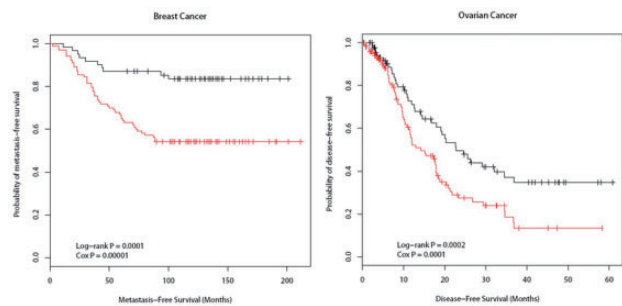 Breast Cancer
Probability of metastasis-free survival
1.0
0.8
0.6
0.4
0.2
0.0
Log-rank P = 0.0001
Cox P = 0.00001
0
50
100
150
200
Metastasis-Free Survival (Months)
Ovarian Cancer
Probability of disease-free survival
1.0
0.8
0.6
0.4
0.2
0.0
Log-rank P = 0.0002
Cox P = 0.0001
0
10
20
30
40
50
60
Disease-Free Survival (Months)